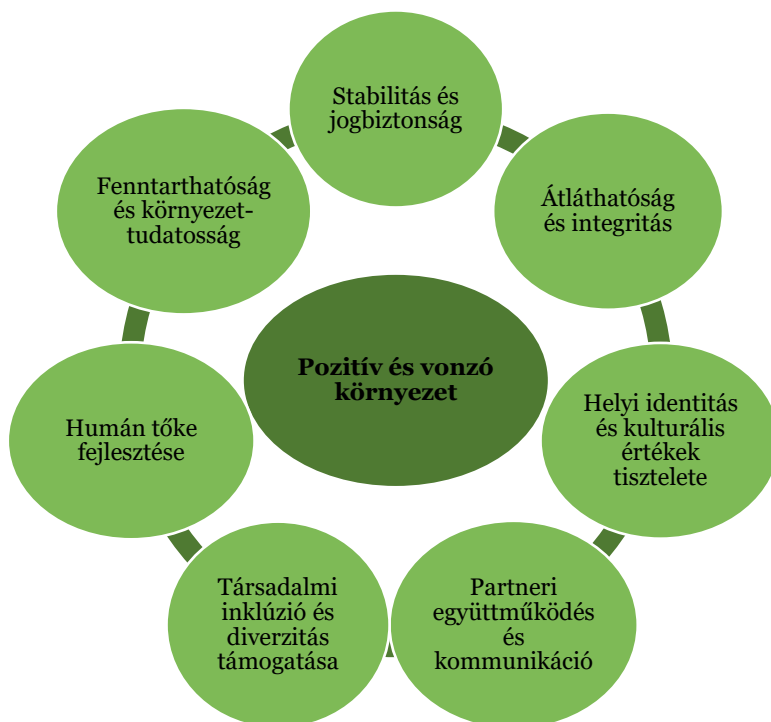 Stabilitás és
jogbiztonság
Átláthatóság
és integritás
Helyi identitás
és kulturális
értékek
tisztelete
Partneri
együttműködés
és
kommunikáció
Társadalmi
inklúzió és
diverzitás
támogatása
Humán tőke
fejlesztése
Fenntarthatóság
és környezet-
tudatosság
Pozitív és vonzó
környezet